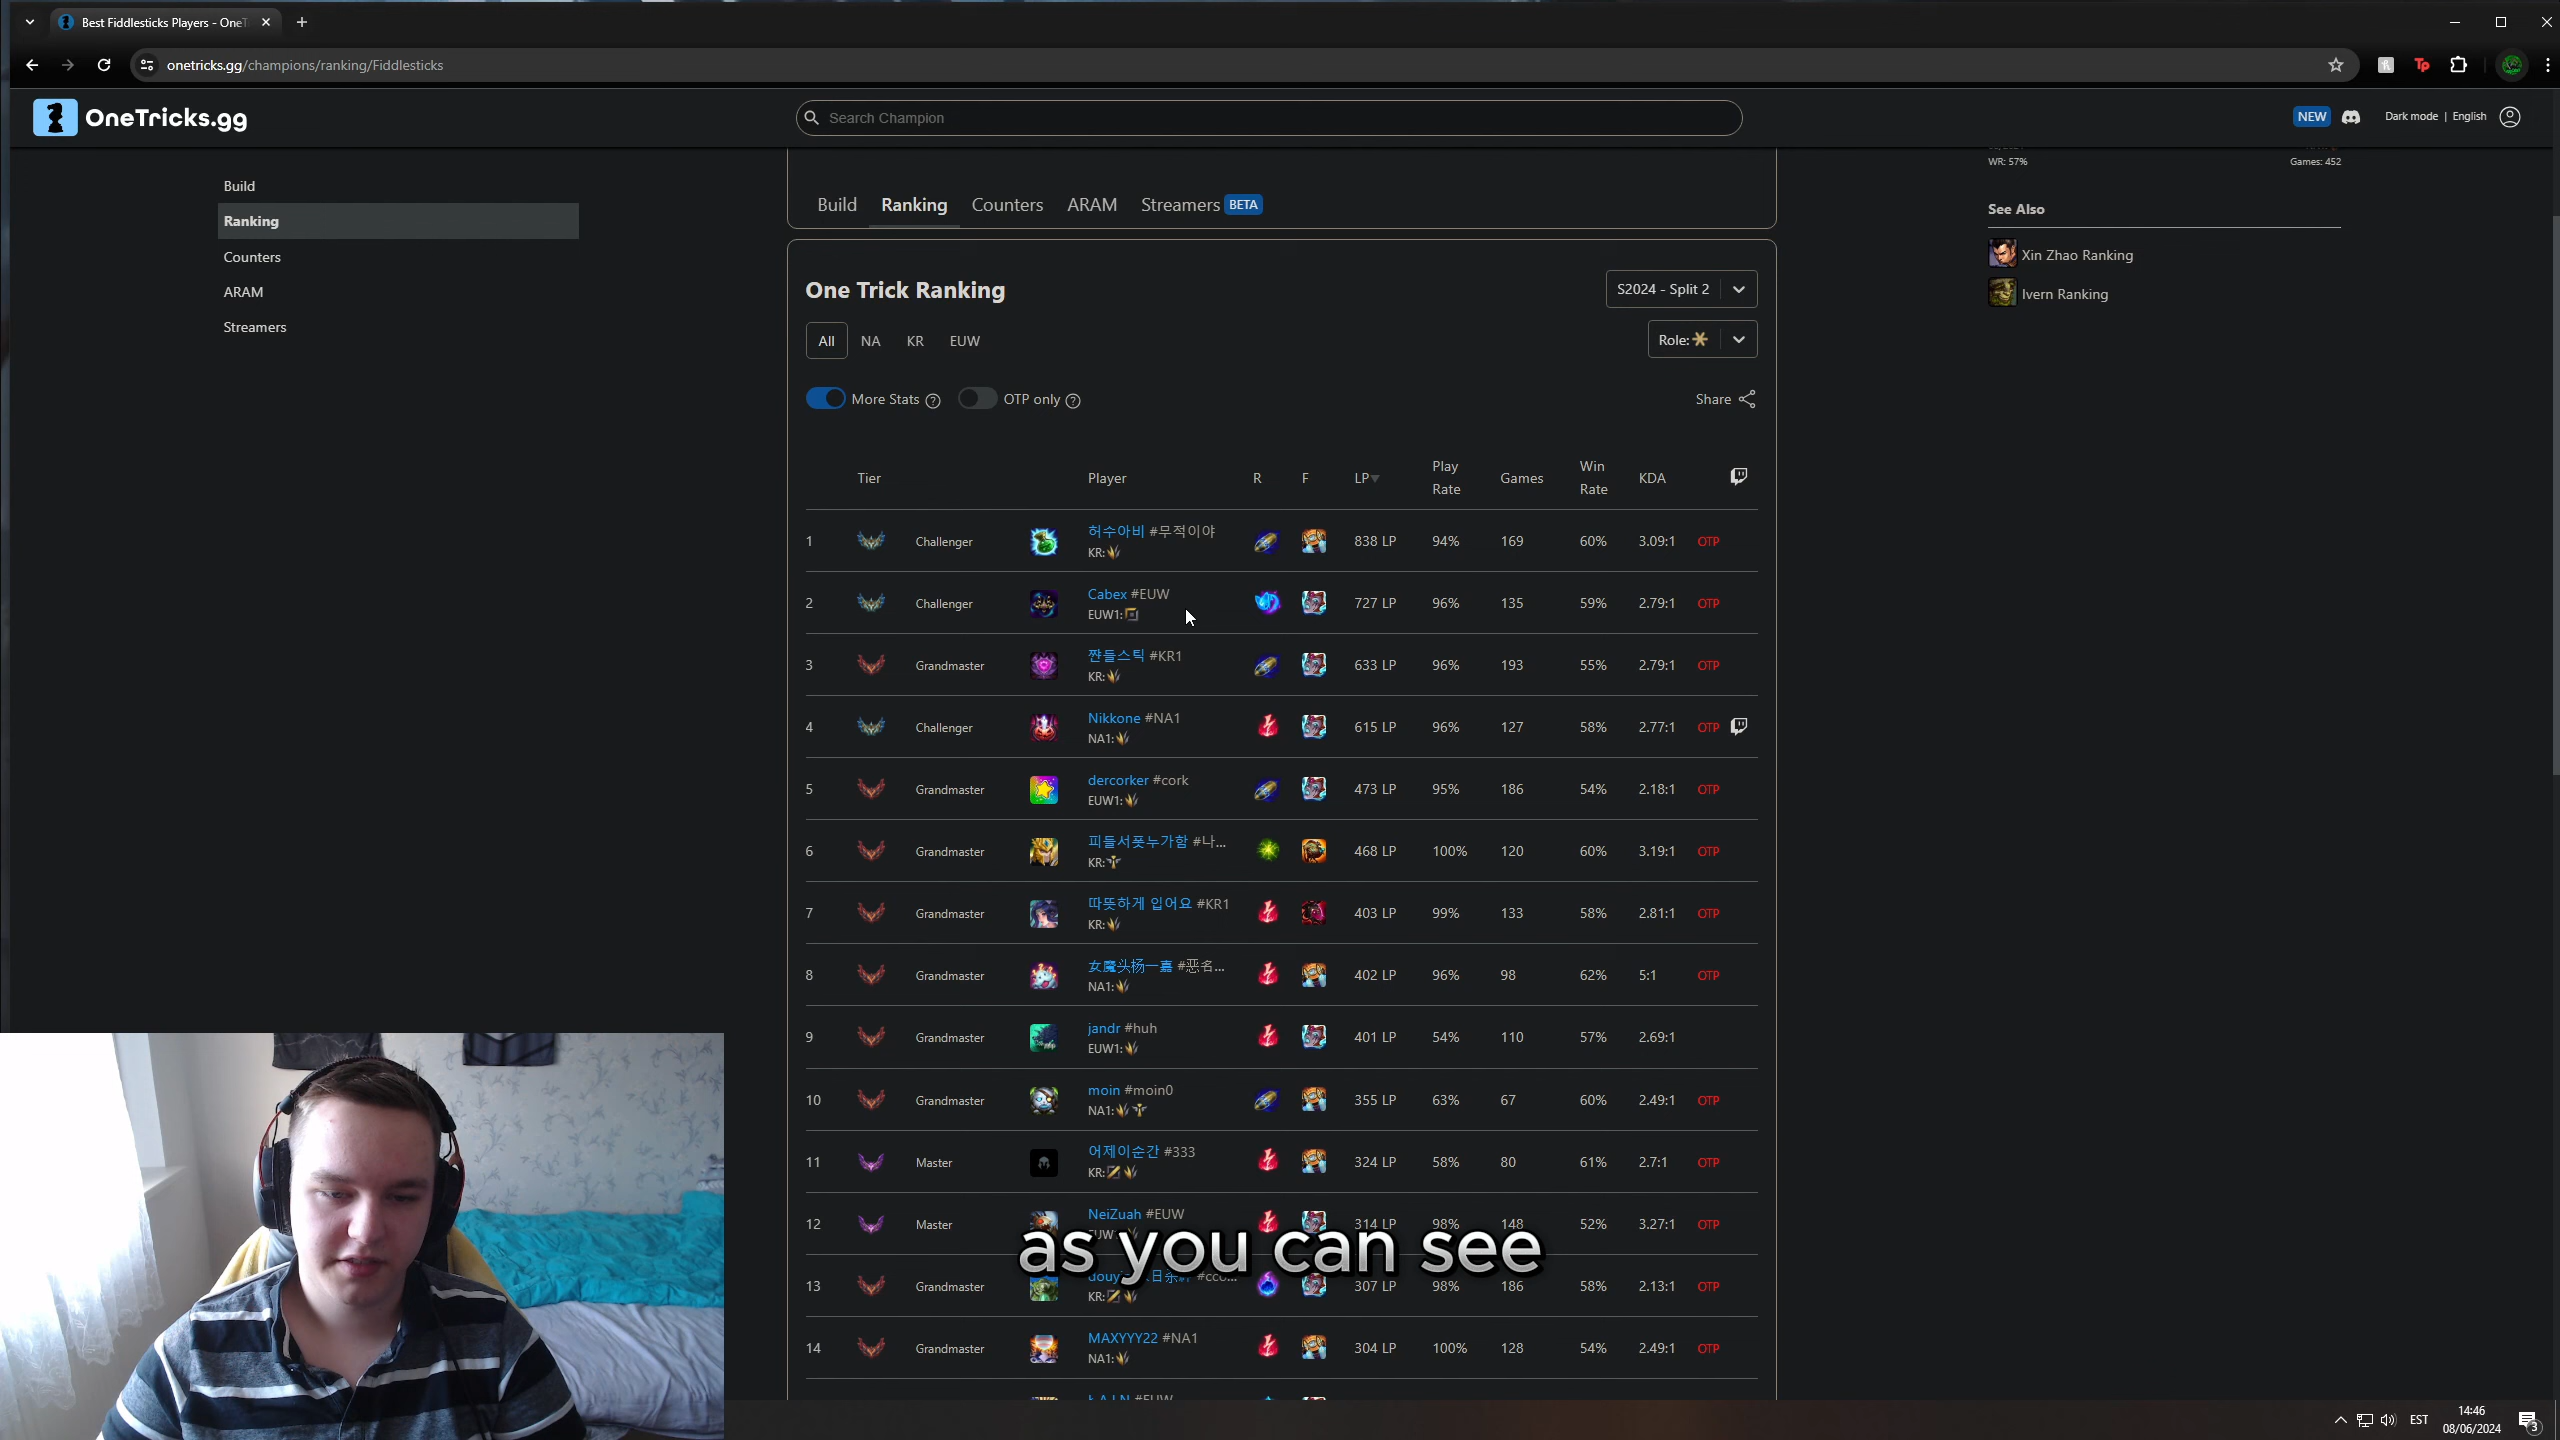 Best Fiddlesticks Players - OneT
onetricks.gg/champions/ranking/Fiddlesticks
OneTricks.gg
Search Champion
NEW
Dark mode | English
WR: 57%
Games: 452
Build
Ranking
Counters
ARAM
Streamers
Build Ranking Counters ARAM Streamers BETA
See Also
Xin Zhao Ranking
Ivern Ranking
One Trick Ranking
S2024 - Split 2
All NA KR EUW
Role:
More Stats ? OTP only ?
Share
Tier Player R F LP Play Rate Games Win Rate KDA
1 Challenger 허수아비 #무적이야 838 LP 94% 169 60% 3.09:1 OTP
KR:
2 Challenger Cabex #EUW 727 LP 96% 135 59% 2.79:1 OTP
EUW1:
3 Grandmaster 쨘들스틱 #KR1 633 LP 96% 193 55% 2.79:1 OTP
KR:
4 Challenger Nikkone #NA1 615 LP 96% 127 58% 2.77:1 OTP
NA1:
5 Grandmaster dercorker #cork 473 LP 95% 186 54% 2.18:1 OTP
EUW1:
6 Grandmaster 피들서폿누가함 #나... 468 LP 100% 120 60% 3.19:1 OTP
KR:
7 Grandmaster 따뜻하게 입어요 #KR1 403 LP 99% 133 58% 2.81:1 OTP
KR:
8 Grandmaster 女魔头杨一嘉 #恶名... 402 LP 96% 98 62% 5:1 OTP
NA1:
9 Grandmaster jandr #huh 401 LP 54% 110 57% 2.69:1
EUW1:
10 Grandmaster moin #moin0 355 LP 63% 67 60% 2.49:1 OTP
NA1:
11 Master 어제이순간 #333 324 LP 58% 80 61% 2.7:1 OTP
KR:
12 Master NeiZuah #EUW 314 LP 98% 148 52% 3.27:1 OTP
as you can see
13 Grandmaster #cco... 307 LP 98% 186 58% 2.13:1 OTP
KR:
14 Grandmaster MAXYYY22 #NA1 304 LP 100% 128 54% 2.49:1 OTP
NA1:
EST
14:46
08/06/2024
3